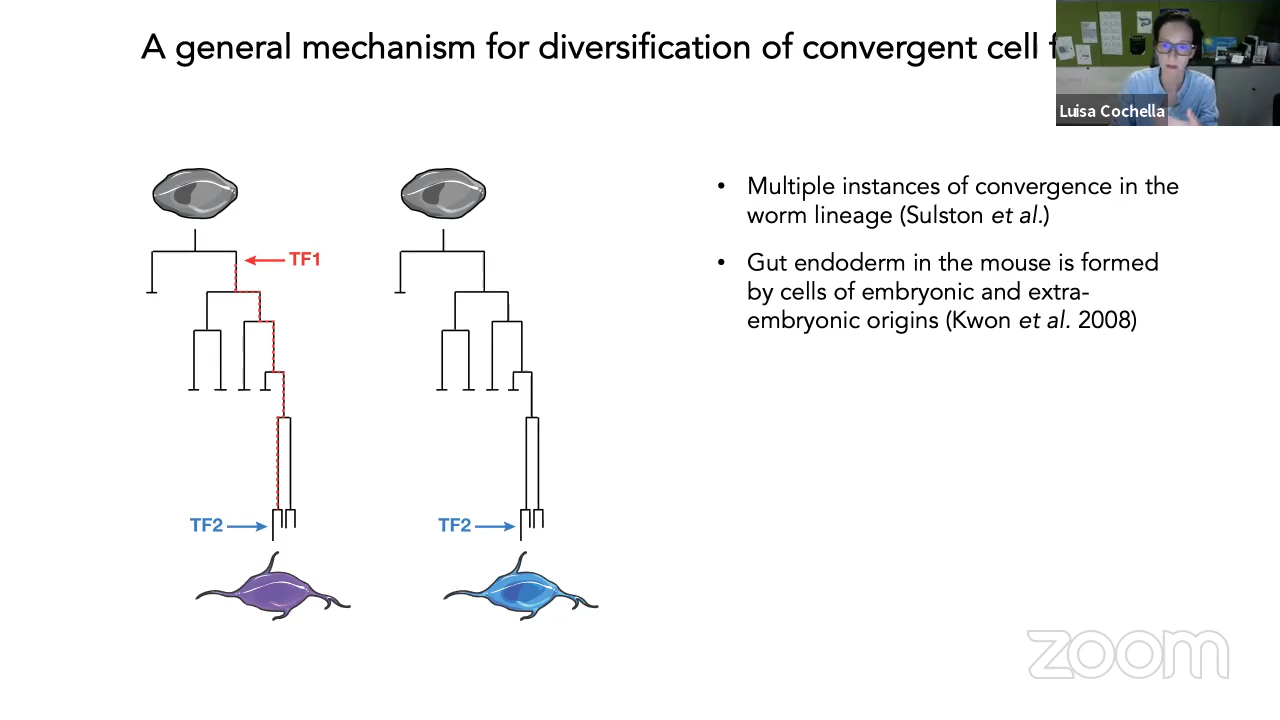 A general mechanism for diversification of convergent cell
Luisa Cochella
TF1
TF2
TF2
• Multiple instances of convergence in the
worm lineage (Sulston et al.)
• Gut endoderm in the mouse is formed
by cells of embryonic and extra-
embryonic origins (Kwon et al. 2008)
zoom